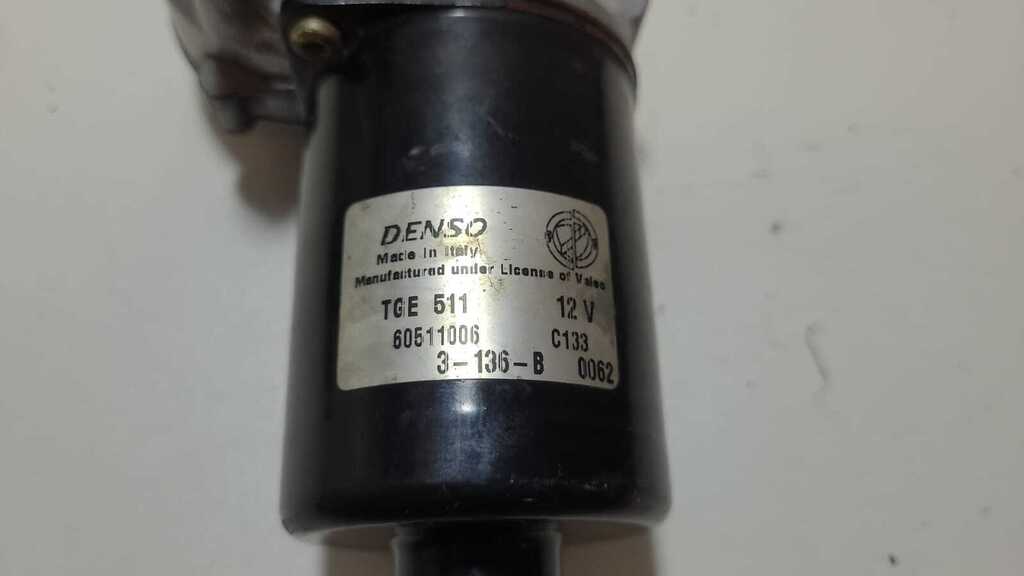 DENSO
Made in Italy
Manufactured under License of Valeo
TGE 511 12 V
60511006 C133
3-136-B 0062